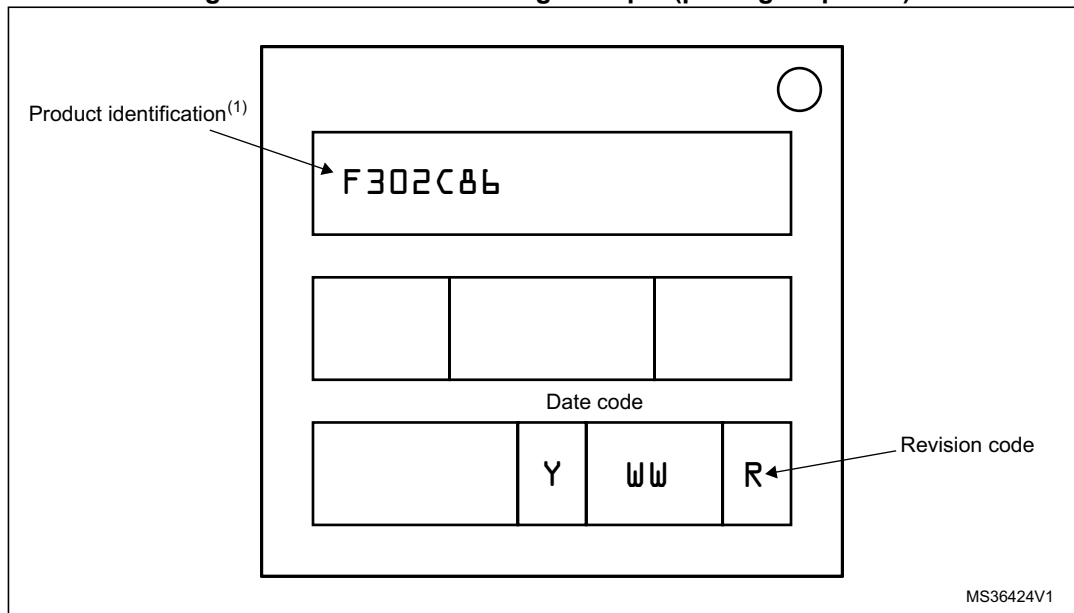 Product identification(1)
F302C86
Date code
Y WW R
Revision code
MS36424V1